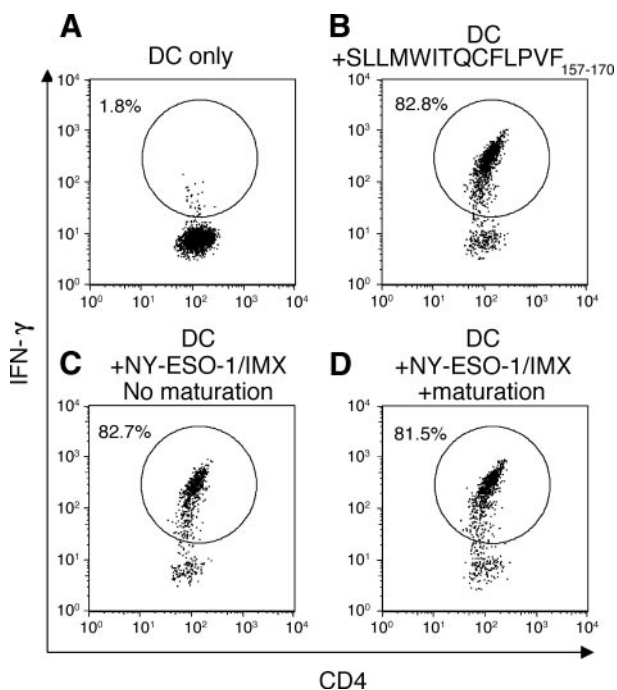 A
DC only
1.8%
10⁴
10³
10²
10¹
10⁰
10⁰ 10¹ 10² 10³ 10⁴
B
DC
+SLLMWITQCFLPVF157-170
82.8%
10⁴
10³
10²
10¹
10⁰
10⁰ 10¹ 10² 10³ 10⁴
C
DC
+NY-ESO-1/IMX
No maturation
82.7%
10⁴
10³
10²
10¹
10⁰
10⁰ 10¹ 10² 10³ 10⁴
D
DC
+NY-ESO-1/IMX
+maturation
81.5%
10⁴
10³
10²
10¹
10⁰
10⁰ 10¹ 10² 10³ 10⁴
IFN-γ
CD4